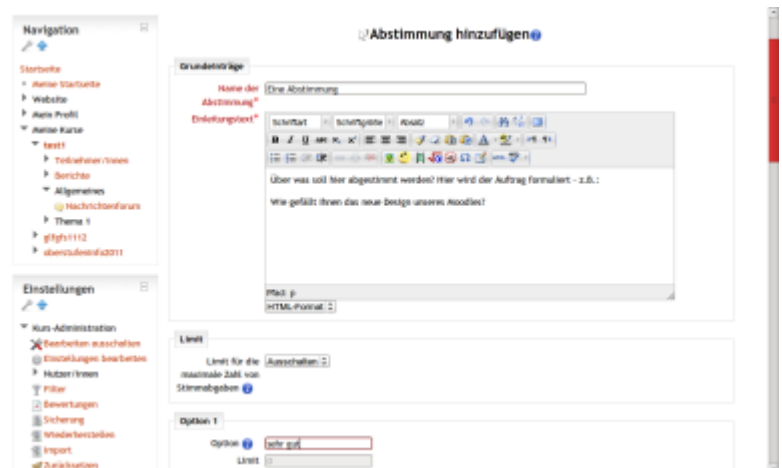 Navigation
Startseite
Meine Startseite
Website
Mein Profil
Meine Kurse
test1
Teilnehmer/innen
Berichte
Allgemeines
Nachrichtenforum
Thema 1
oberstufeninfo2011
Einstellungen
Kurs-Administration
Bearbeiten ausschalten
Einstellungen bearbeiten
Nutzer/innen
Filter
Bewertungen
Sicherung
Wiederherstellen
Import
Zurücksetzen
Abstimmung hinzufügen
Grundeinträge
Name der Abstimmung*
Eine Abstimmung
Einleitungstext*
Schriftart Schriftgröße Absatz
Über was soll hier abgestimmt werden? Hier wird der Auftrag formuliert - z.B.:
Wie gefällt Ihnen das neue Design unseres Moodles?
Pfad: p
HTML-Format
Limit
Limit für die
maximale Zahl von
Stimmabgaben
Ausschalten
Option 1
Option
sehr gut
Limit
0